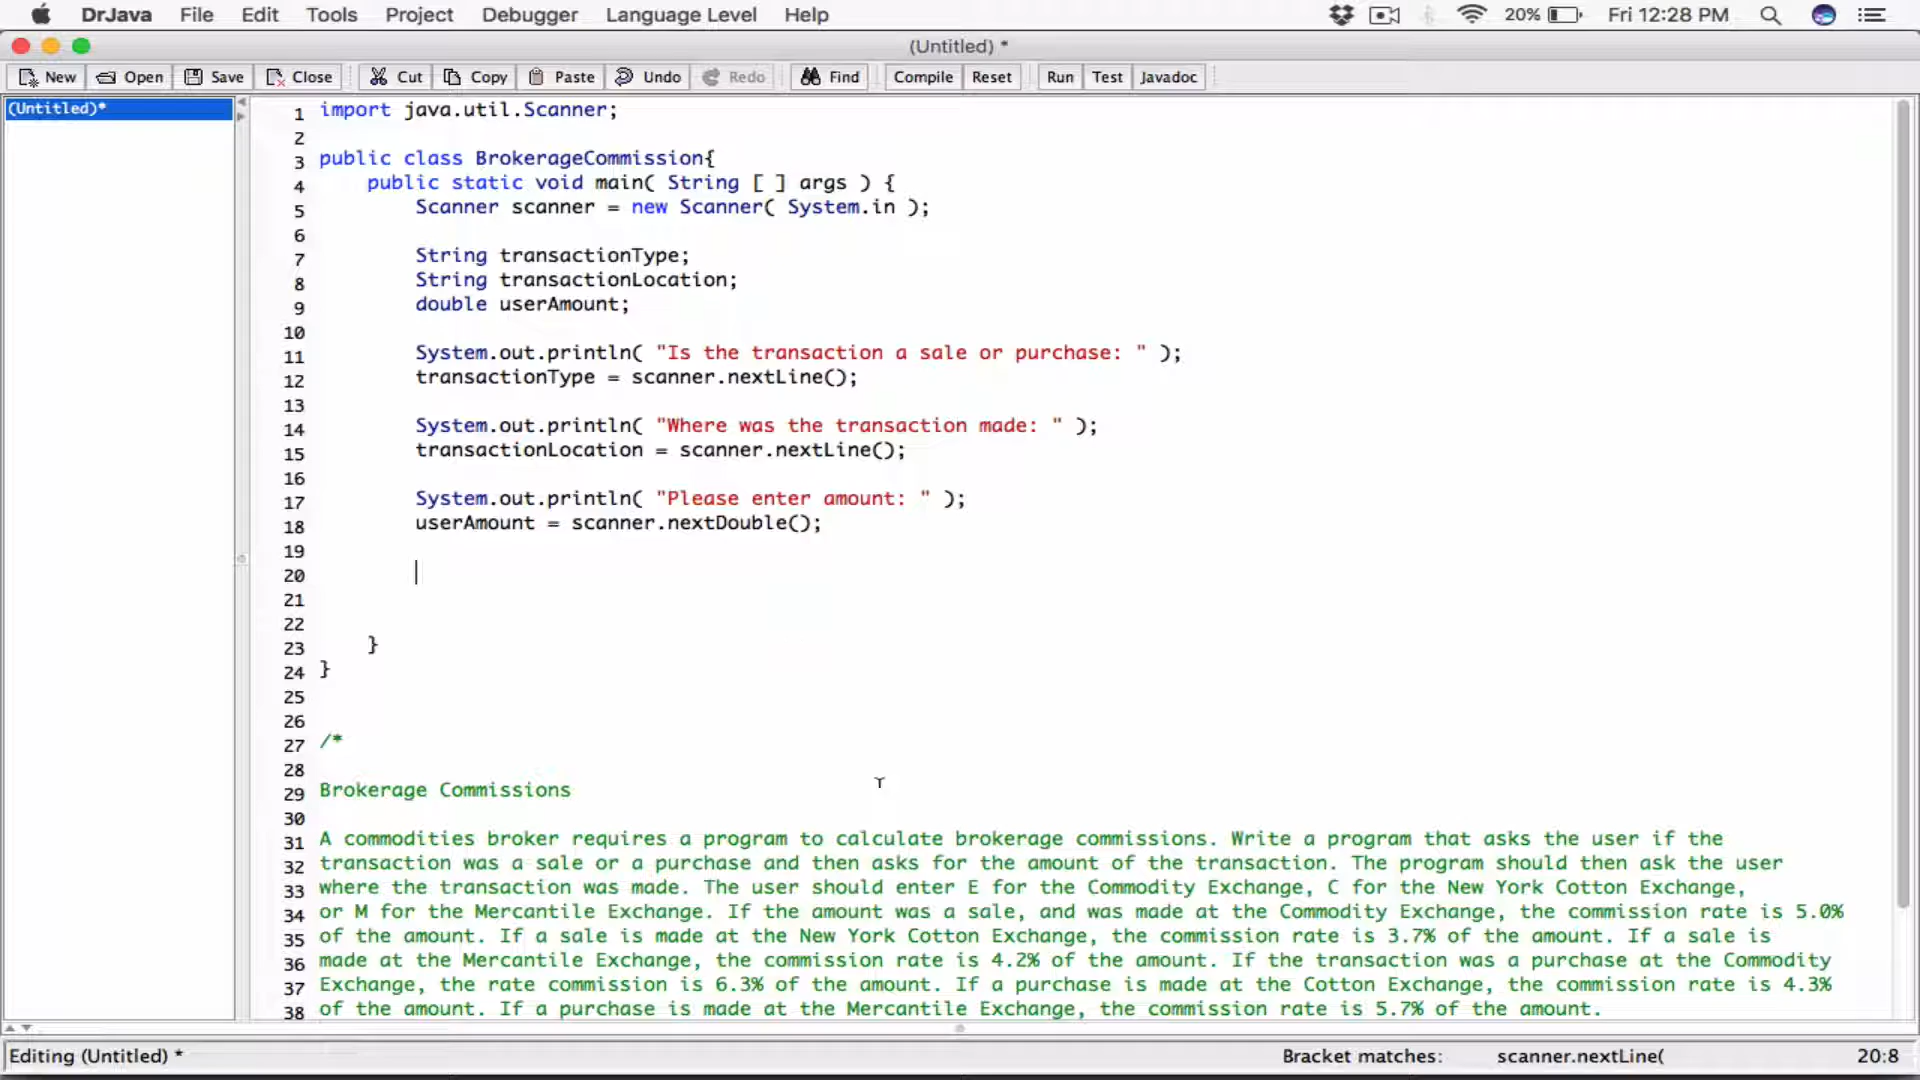 DrJava File Edit Tools Project Debugger Language Level Help 20% Fri 12:28 PM
(Untitled) *
New Open Save Close Cut Copy Paste Undo Redo Find Compile Reset Run Test Javadoc
(Untitled)*
1 import java.util.Scanner;
2
3 public class BrokerageCommission{
4 public static void main( String [ ] args ) {
5 Scanner scanner = new Scanner( System.in );
6
7 String transactionType;
8 String transactionLocation;
9 double userAmount;
10
11 System.out.println( "Is the transaction a sale or purchase: " );
12 transactionType = scanner.nextLine();
13
14 System.out.println( "Where was the transaction made: " );
15 transactionLocation = scanner.nextLine();
16
17 System.out.println( "Please enter amount: " );
18 userAmount = scanner.nextDouble();
19
20
21
22
23 }
24 }
25
26
27 /*
28
29 Brokerage Commissions
30
31 A commodities broker requires a program to calculate brokerage commissions. Write a program that asks the user if the
32 transaction was a sale or a purchase and then asks for the amount of the transaction. The program should then ask the user
33 where the transaction was made. The user should enter E for the Commodity Exchange, C for the New York Cotton Exchange,
34 or M for the Mercantile Exchange. If the amount was a sale, and was made at the Commodity Exchange, the commission rate is 5.0%
35 of the amount. If a sale is made at the New York Cotton Exchange, the commission rate is 3.7% of the amount. If a sale is
36 made at the Mercantile Exchange, the commission rate is 4.2% of the amount. If the transaction was a purchase at the Commodity
37 Exchange, the rate commission is 6.3% of the amount. If a purchase is made at the Cotton Exchange, the commission rate is 4.3%
38 of the amount. If a purchase is made at the Mercantile Exchange, the commission rate is 5.7% of the amount.
Editing (Untitled) * Bracket matches: scanner.nextLine( 20:8